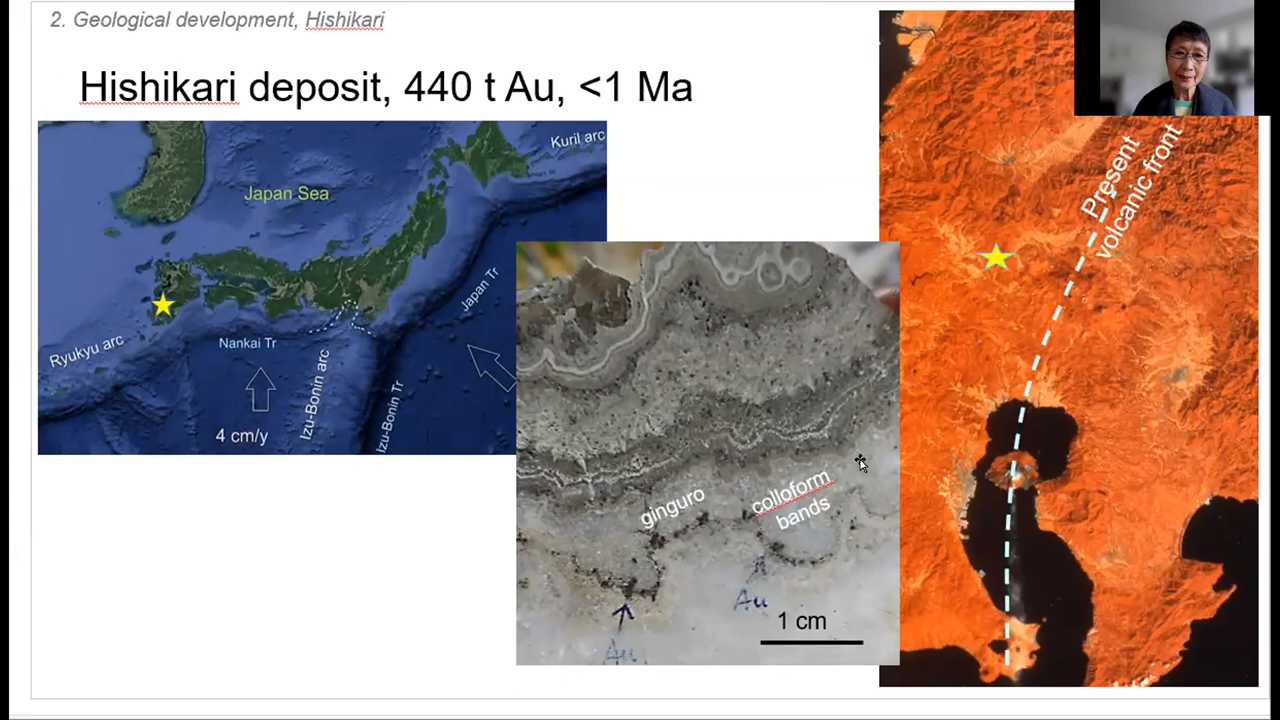 2. Geological development, Hishikari
Hishikari deposit, 440 t Au, <1 Ma
Kuril arc
Japan Sea
Japan Tr
Ryukyu arc
Nankai Tr
Izu-Bonin arc
Izu-Bonin Tr
4 cm/y
ginguro
colloform
bands
Au
Au
1 cm
Present
volcanic front